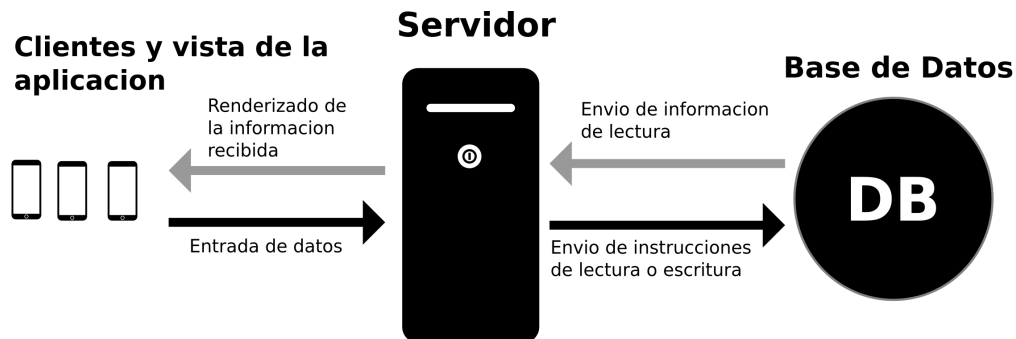 Servidor
Clientes y vista de la
aplicacion
Base de Datos
Renderizado de
la informacion
recibida
Envio de informacion
de lectura
DB
Entrada de datos
Envio de instrucciones
de lectura o escritura